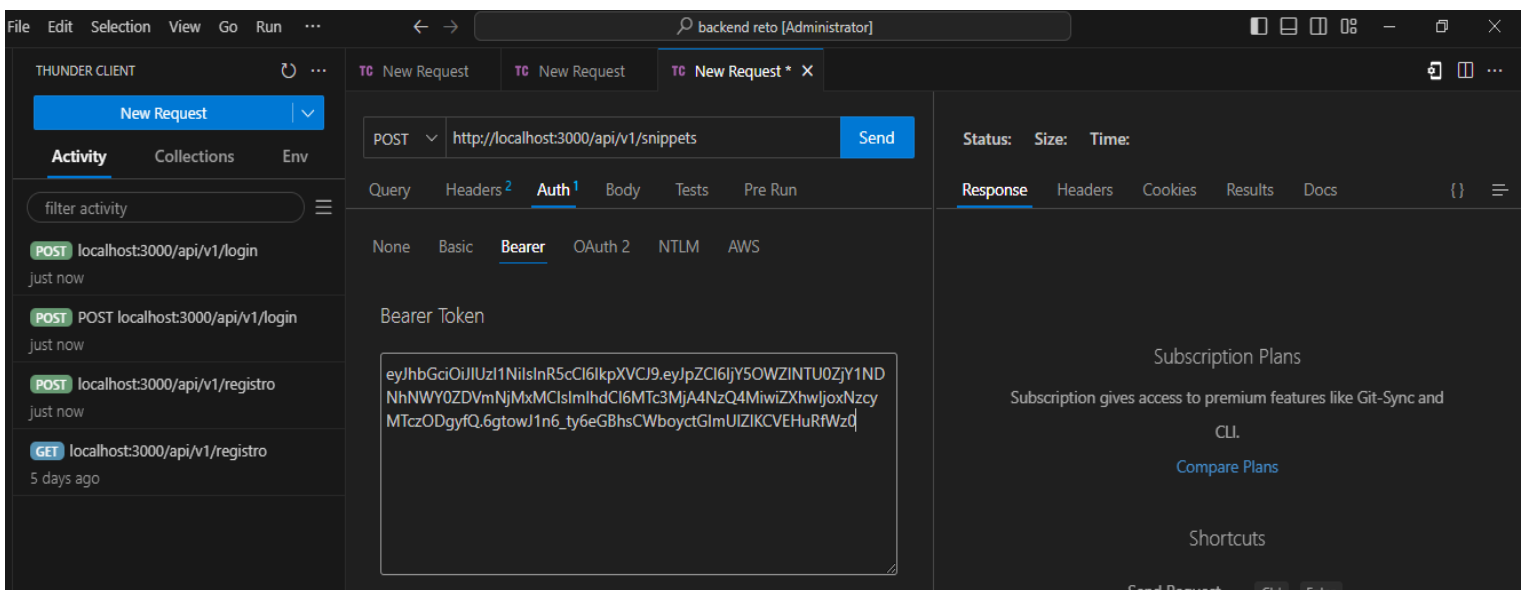 File Edit Selection View Go Run ···
backend reto [Administrator]
THUNDER CLIENT
New Request
Activity Collections Env
filter activity
POST localhost:3000/api/v1/login
just now
POST POST localhost:3000/api/v1/login
just now
POST localhost:3000/api/v1/registro
just now
GET localhost:3000/api/v1/registro
5 days ago
TC New Request TC New Request TC New Request *
POST http://localhost:3000/api/v1/snippets Send
Query Headers 2 Auth 1 Body Tests Pre Run
None Basic Bearer OAuth 2 NTLM AWS
Bearer Token
eyJhbGciOiJIUzI1NiIsInR5cCI6IkpXVCJ9.eyJpZCI6IjY5OWZlNTU0ZjY1ND
NhNWY0ZDVmNjMxMCIsImlhdCI6MTc3MjA4NzQ4MiwiZXhwIjoxNzcy
MTczODgyfQ.6gtowJ1n6_ty6eGBhsCWboyctGImUIZIKCVEHuRfWz0
Status: Size: Time:
Response Headers Cookies Results Docs {}
Subscription Plans
Subscription gives access to premium features like Git-Sync and
CLI.
Compare Plans
Shortcuts